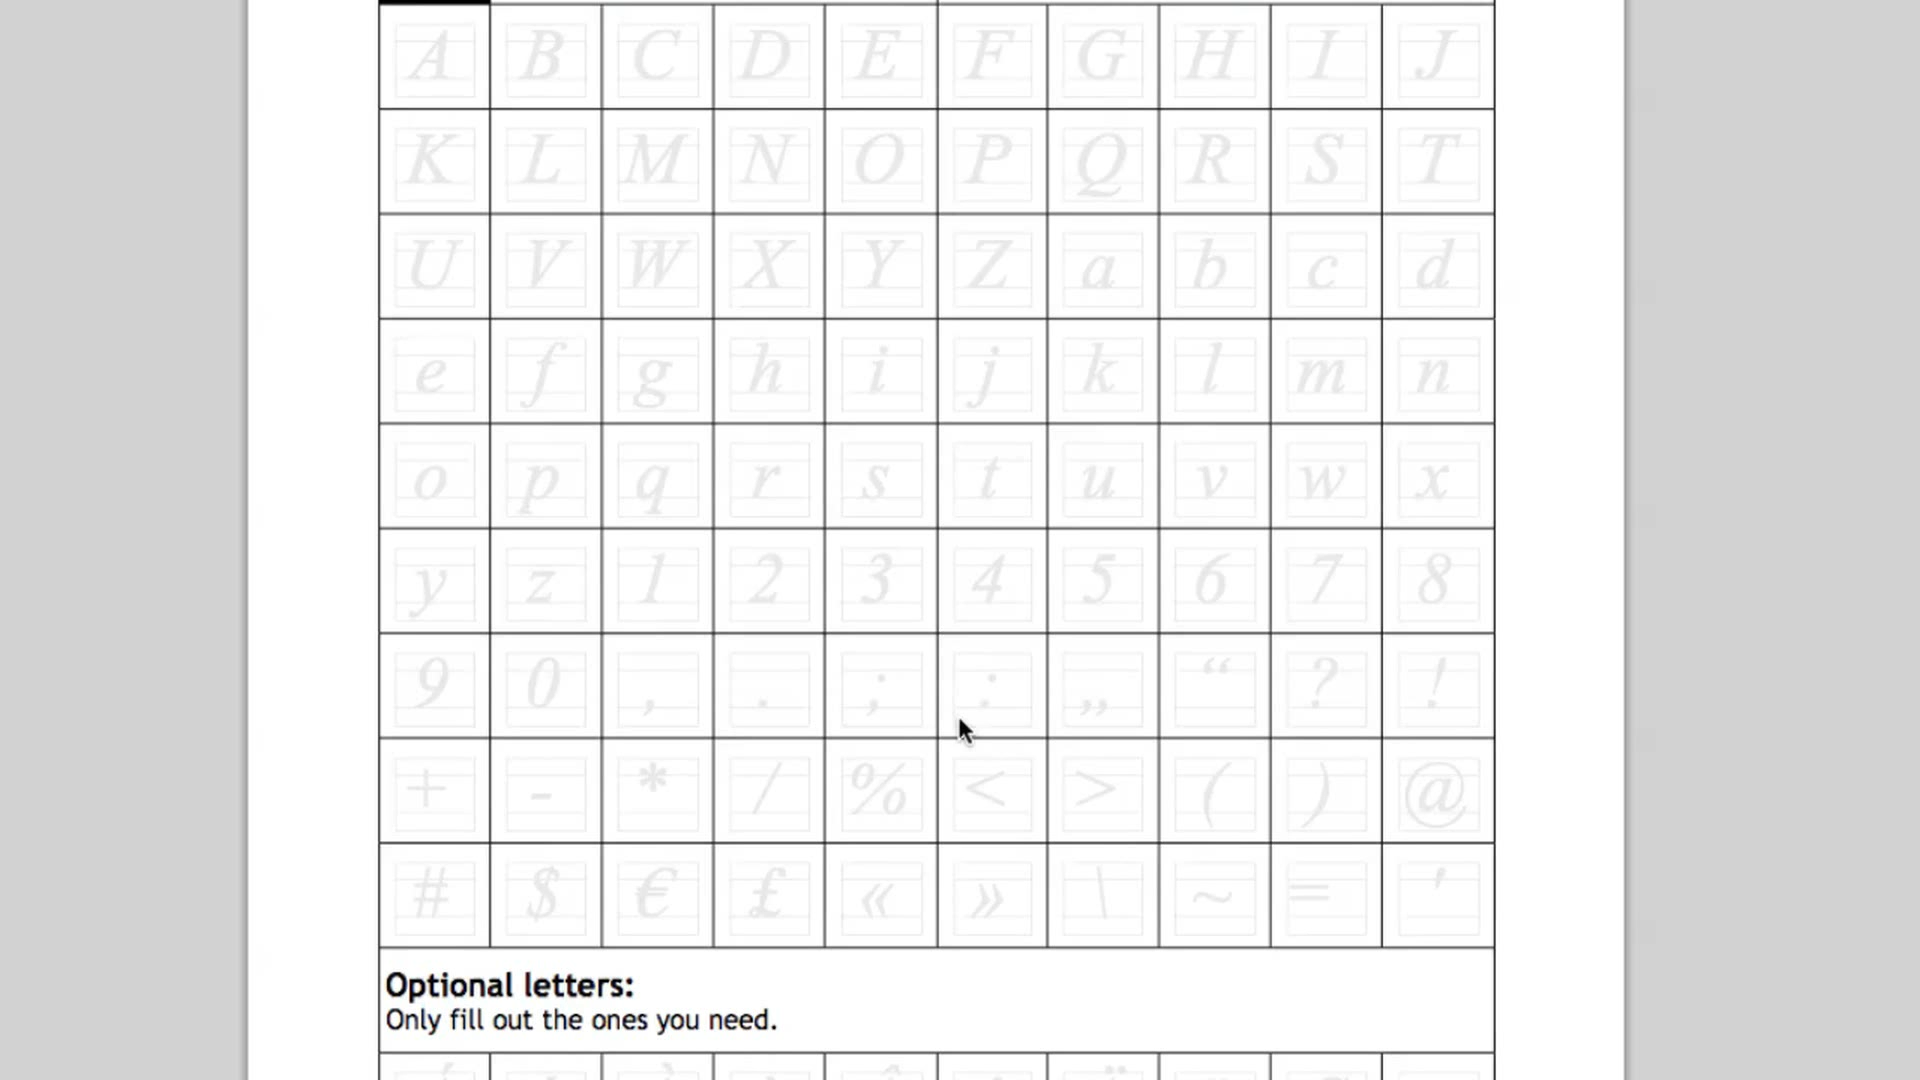 A B C D E F G H I J
K L M N O P Q R S T
U V W X Y Z a b c d
e f g h i j k l m n
o p q r s t u v w x
y z 1 2 3 4 5 6 7 8
9 0 , . ; : „ “ ? !
+ - * / % < > ( ) @
# $ € £ « » \ ~ = '
Optional letters:
Only fill out the ones you need.